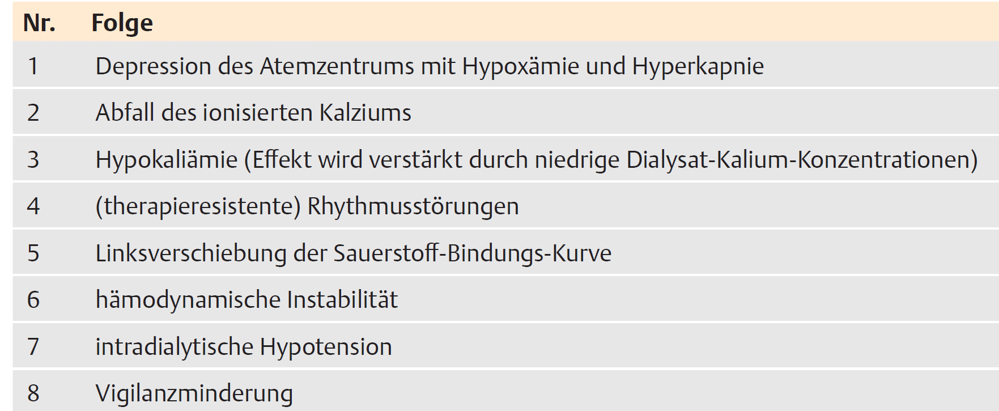 Nr. Folge
1 Depression des Atemzentrums mit Hypoxämie und Hyperkapnie
2 Abfall des ionisierten Kalziums
3 Hypokaliämie (Effekt wird verstärkt durch niedrige Dialysat-Kalium-Konzentrationen)
4 (therapieresistente) Rhythmusstörungen
5 Linksverschiebung der Sauerstoff-Bindungs-Kurve
6 hämodynamische Instabilität
7 intradialytische Hypotension
8 Vigilanzminderung